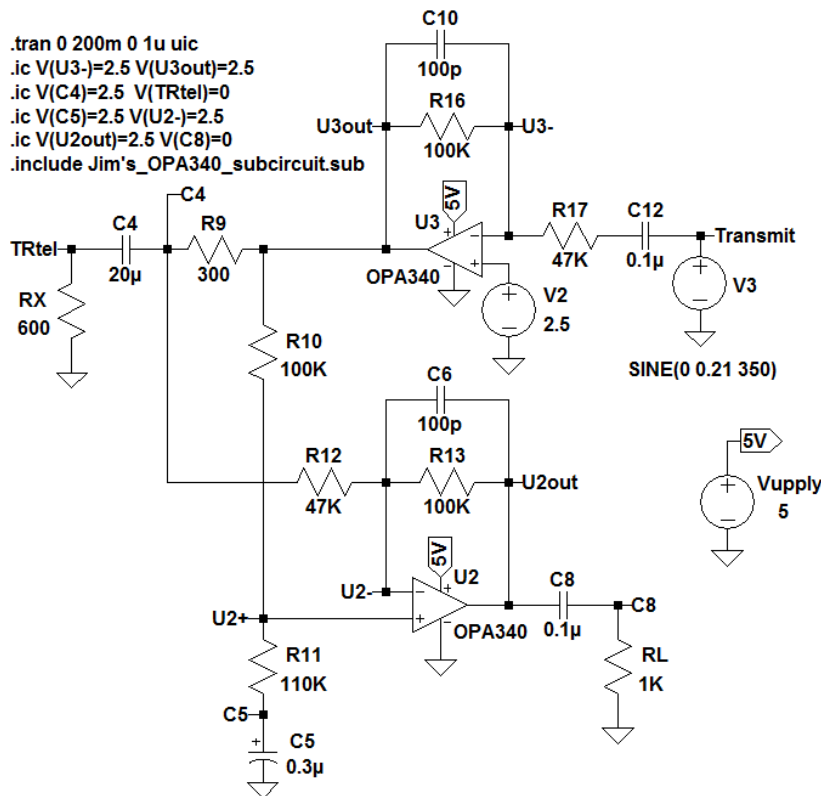 .tran 0 200m 0 1u uic
.ic V(U3-)=2.5 V(U3out)=2.5
.ic V(C4)=2.5 V(TRtel)=0
.ic V(C5)=2.5 V(U2-)=2.5
.ic V(U2out)=2.5 V(C8)=0
.include Jim's_OPA340_subcircuit.sub
C10
100p
R16
100K
U3out
U3-
5V
U3
OPA340
R17
47K
C12
0.1µ
Transmit
V3
SINE(0 0.21 350)
V2
2.5
C4
TRtel
C4
20µ
R9
300
RX
600
R10
100K
C6
100p
R12
47K
R13
100K
U2out
5V
Vupply
5
5V
U2-
U2
OPA340
U2+
C8
0.1µ
C8
RL
1K
R11
110K
C5
C5
0.3µ